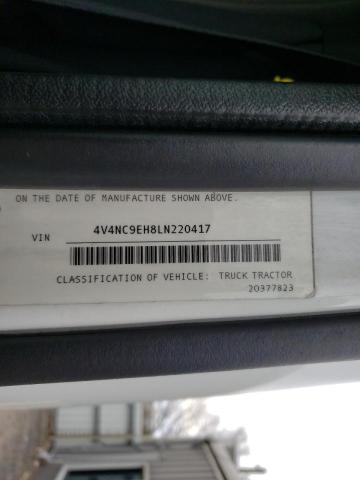 ON THE DATE OF MANUFACTURE SHOWN ABOVE.
VIN 4V4NC9EH8LN220417
CLASSIFICATION OF VEHICLE: TRUCK TRACTOR
20377823